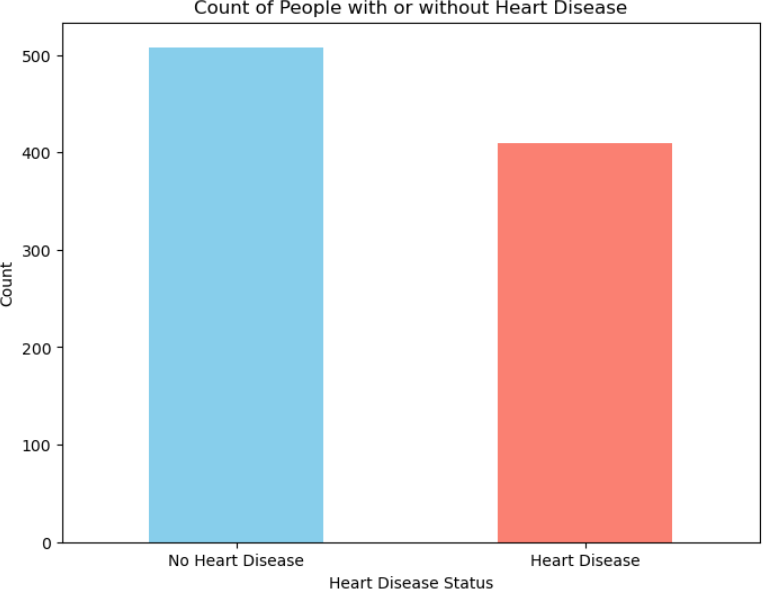 Count of People with or without Heart Disease
500
400
300
200
100
0
Count
No Heart Disease
Heart Disease
Heart Disease Status